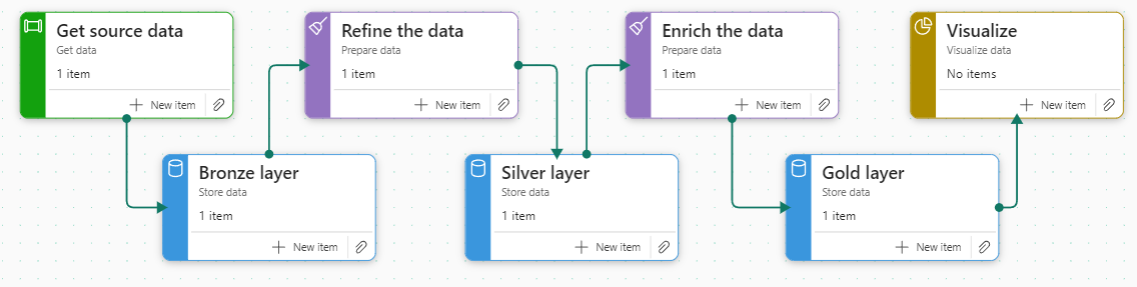 Get source data
Get data
1 item
New item
Refine the data
Prepare data
1 item
New item
Enrich the data
Prepare data
1 item
New item
Visualize
Visualize data
No items
New item
Bronze layer
Store data
1 item
New item
Silver layer
Store data
1 item
New item
Gold layer
Store data
1 item
New item